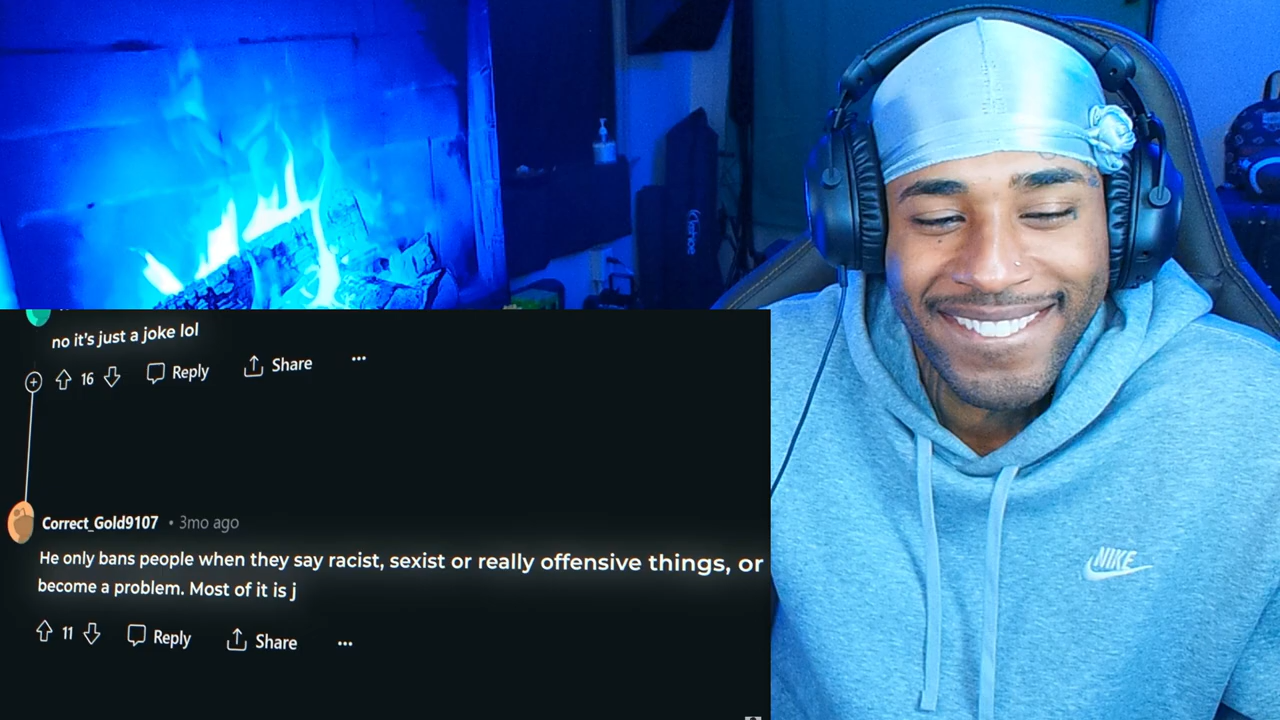 no it's just a joke lol
16 Reply Share
Correct_Gold9107 • 3mo ago
He only bans people when they say racist, sexist or really offensive things, or
become a problem. Most of it is j
11 Reply Share
NIKE